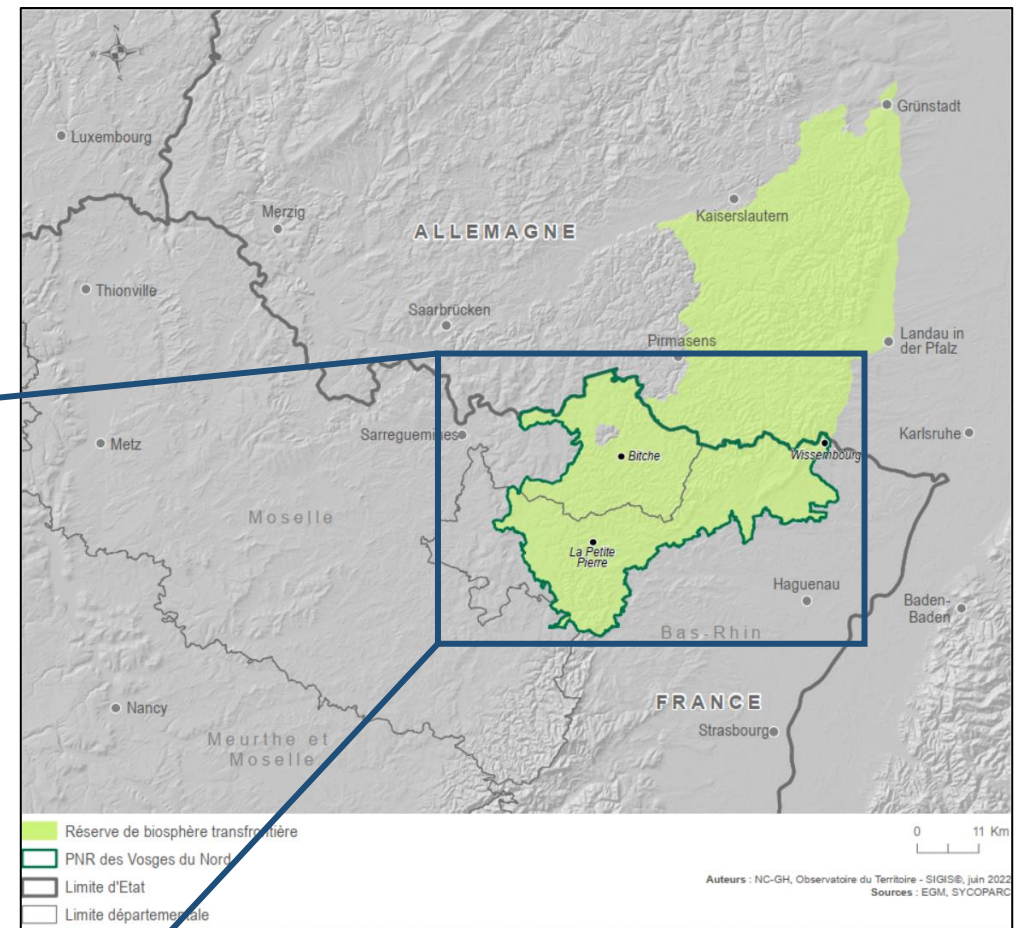 N
E
S
Grünstadt
Luxembourg
Kaiserslautern
Merzig
ALLEMAGNE
Thionville
Saarbrücken
Landau in
der Pfalz
Pirmasens
Karlsruhe
Sarreguemines
Metz
Bitche
Wissembourg
Moselle
La Petite
Pierre
Haguenau
Baden-
Baden
Bas-Rhin
FRANCE
Nancy
Strasbourg
Meurthe et
Moselle
Réserve de biosphère transfrontière
PNR des Vosges du Nord
Limite d'Etat
Limite départementale
0 11 Km
Auteurs : NC-GH, Observatoire du Territoire - SIGIS®, juin 2022
Sources : EGM, SYCOPARC